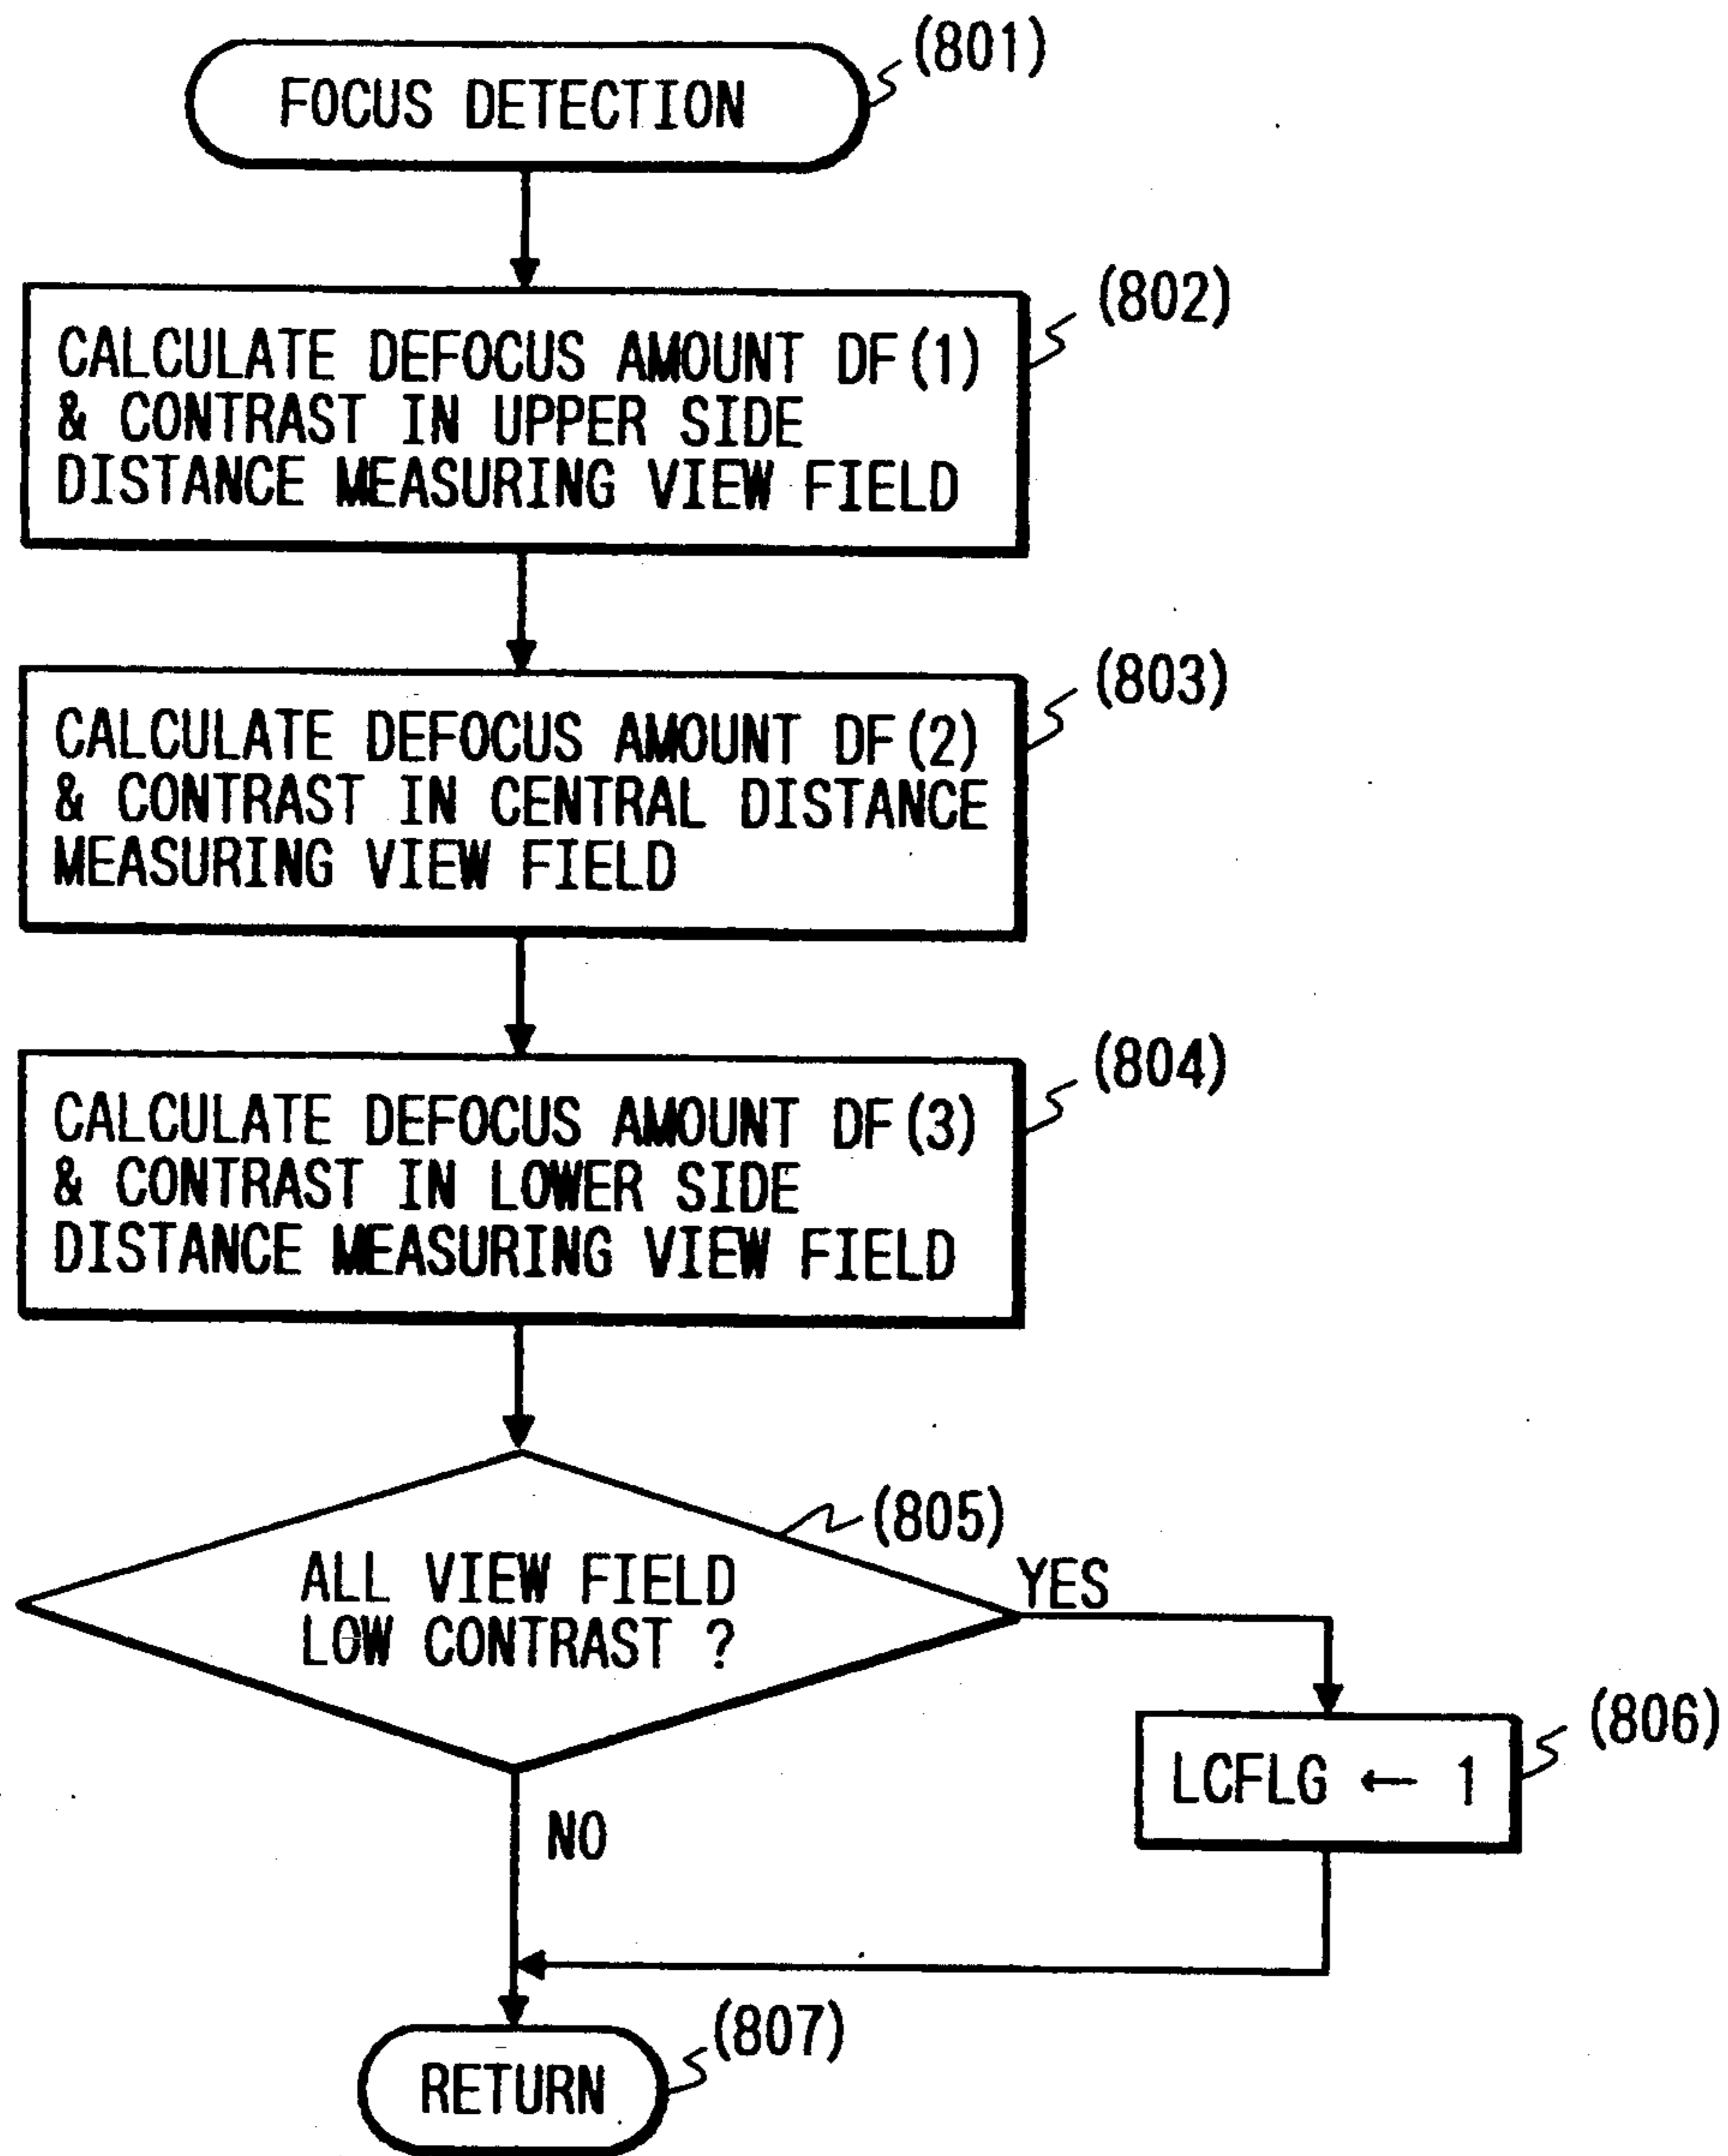 (801)
FOCUS DETECTION
(802)
CALCULATE DEFOCUS AMOUNT DF(1)
& CONTRAST IN UPPER SIDE
DISTANCE MEASURING VIEW FIELD
(803)
CALCULATE DEFOCUS AMOUNT DF(2)
& CONTRAST IN CENTRAL DISTANCE
MEASURING VIEW FIELD
(804)
CALCULATE DEFOCUS AMOUNT DF(3)
& CONTRAST IN LOWER SIDE
DISTANCE MEASURING VIEW FIELD
(805)
ALL VIEW FIELD
LOW CONTRAST ?
YES
(806)
LCFLG ← 1
NO
(807)
RETURN